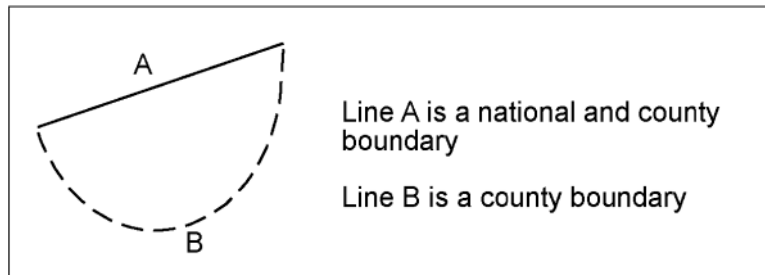 A
Line A is a national and county
boundary
Line B is a county boundary
B